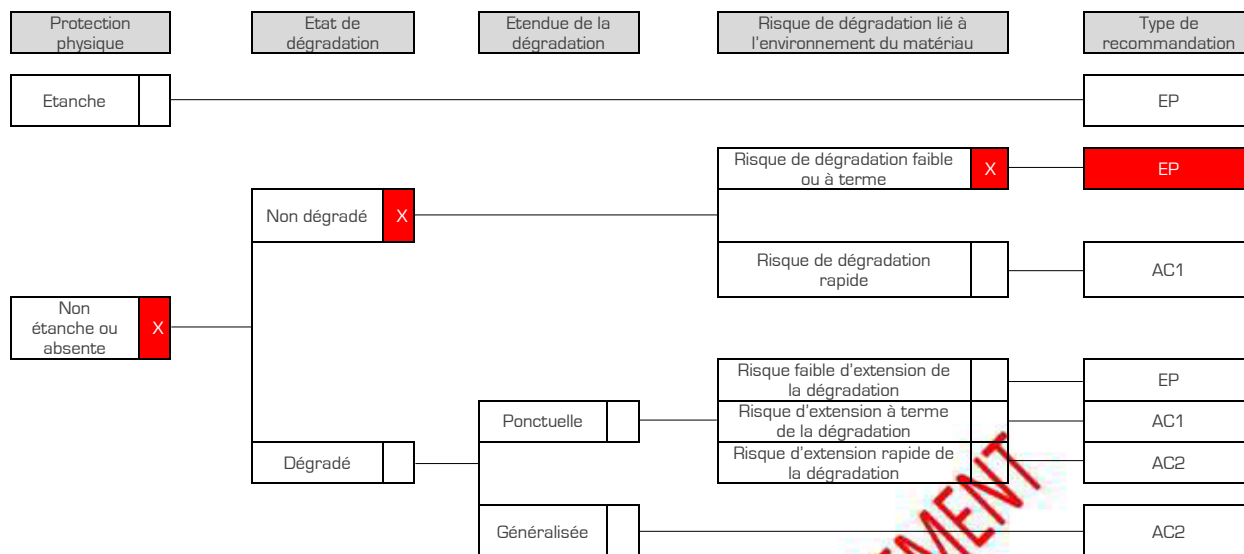 Protection
physique
Etat de
dégradation
Etendue de la
dégradation
Risque de dégradation lié à
l'environnement du matériau
Type de
recommandation
Etanche
EP
Risque de dégradation faible
ou à terme
X
EP
Non dégradé
X
Risque de dégradation
rapide
AC1
Non
étanche ou
absente
X
Risque faible d'extension de
la dégradation
EP
Ponctuelle
Risque d'extension à terme
de la dégradation
AC1
Dégradé
Risque d'extension rapide de
la dégradation
AC2
Généralisée
AC2